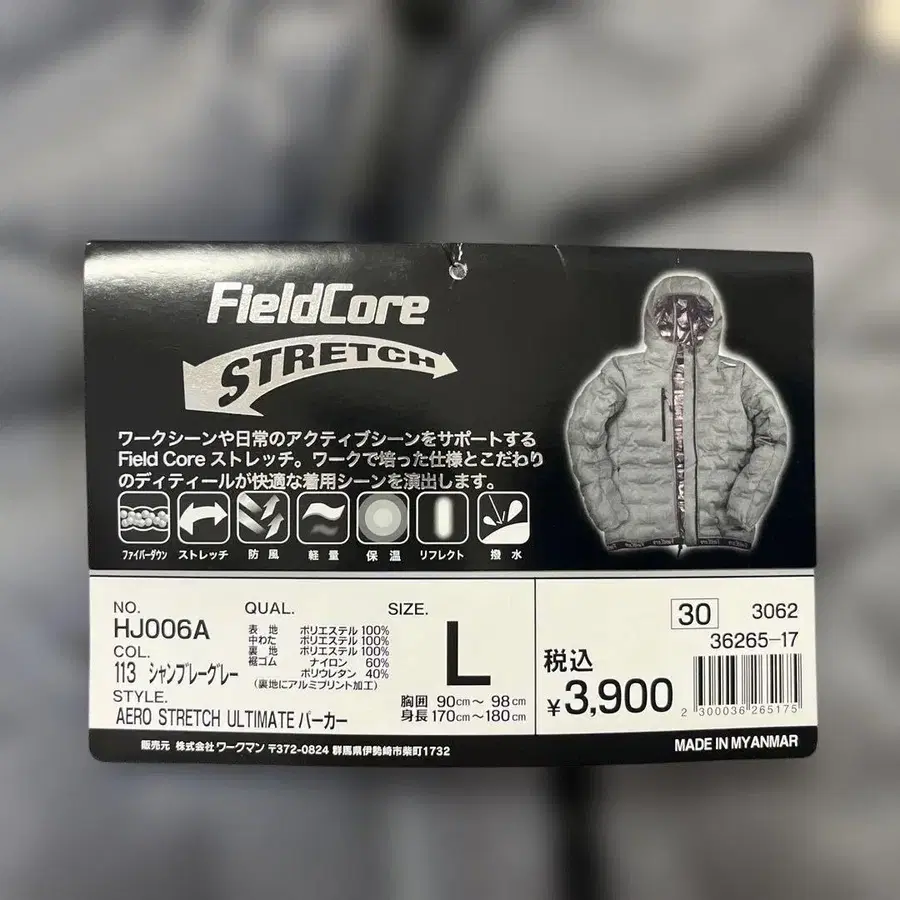 FieldCore
STRETCH
ワークシーンや日常のアクティブシーンをサポートする
Field Core ストレッチ。ワークで培った仕様とこだわり
のディティールが快適な着用シーンを演出します。
ファイバーダウン ストレッチ 防風 軽量 保温 リフレクト 撥水
NO.
HJ006A
COL.
113 シャンブレーグレー
STYLE.
AERO STRETCH ULTIMATE パーカー
QUAL.
表地 ポリエステル 100%
中わた ポリエステル 100%
裏地 ポリエステル 100%
裾ゴム ナイロン 60%
ポリウレタン 40%
(裏地にアルミプリント加工)
SIZE.
L
胸囲 90cm〜 98cm
身長 170cm〜180cm
30 3062
36265-17
税込
¥3,900
2 300036 265175
販売元 株式会社 ワークマン 〒372-0824 群馬県伊勢崎市柴町1732
MADE IN MYANMAR